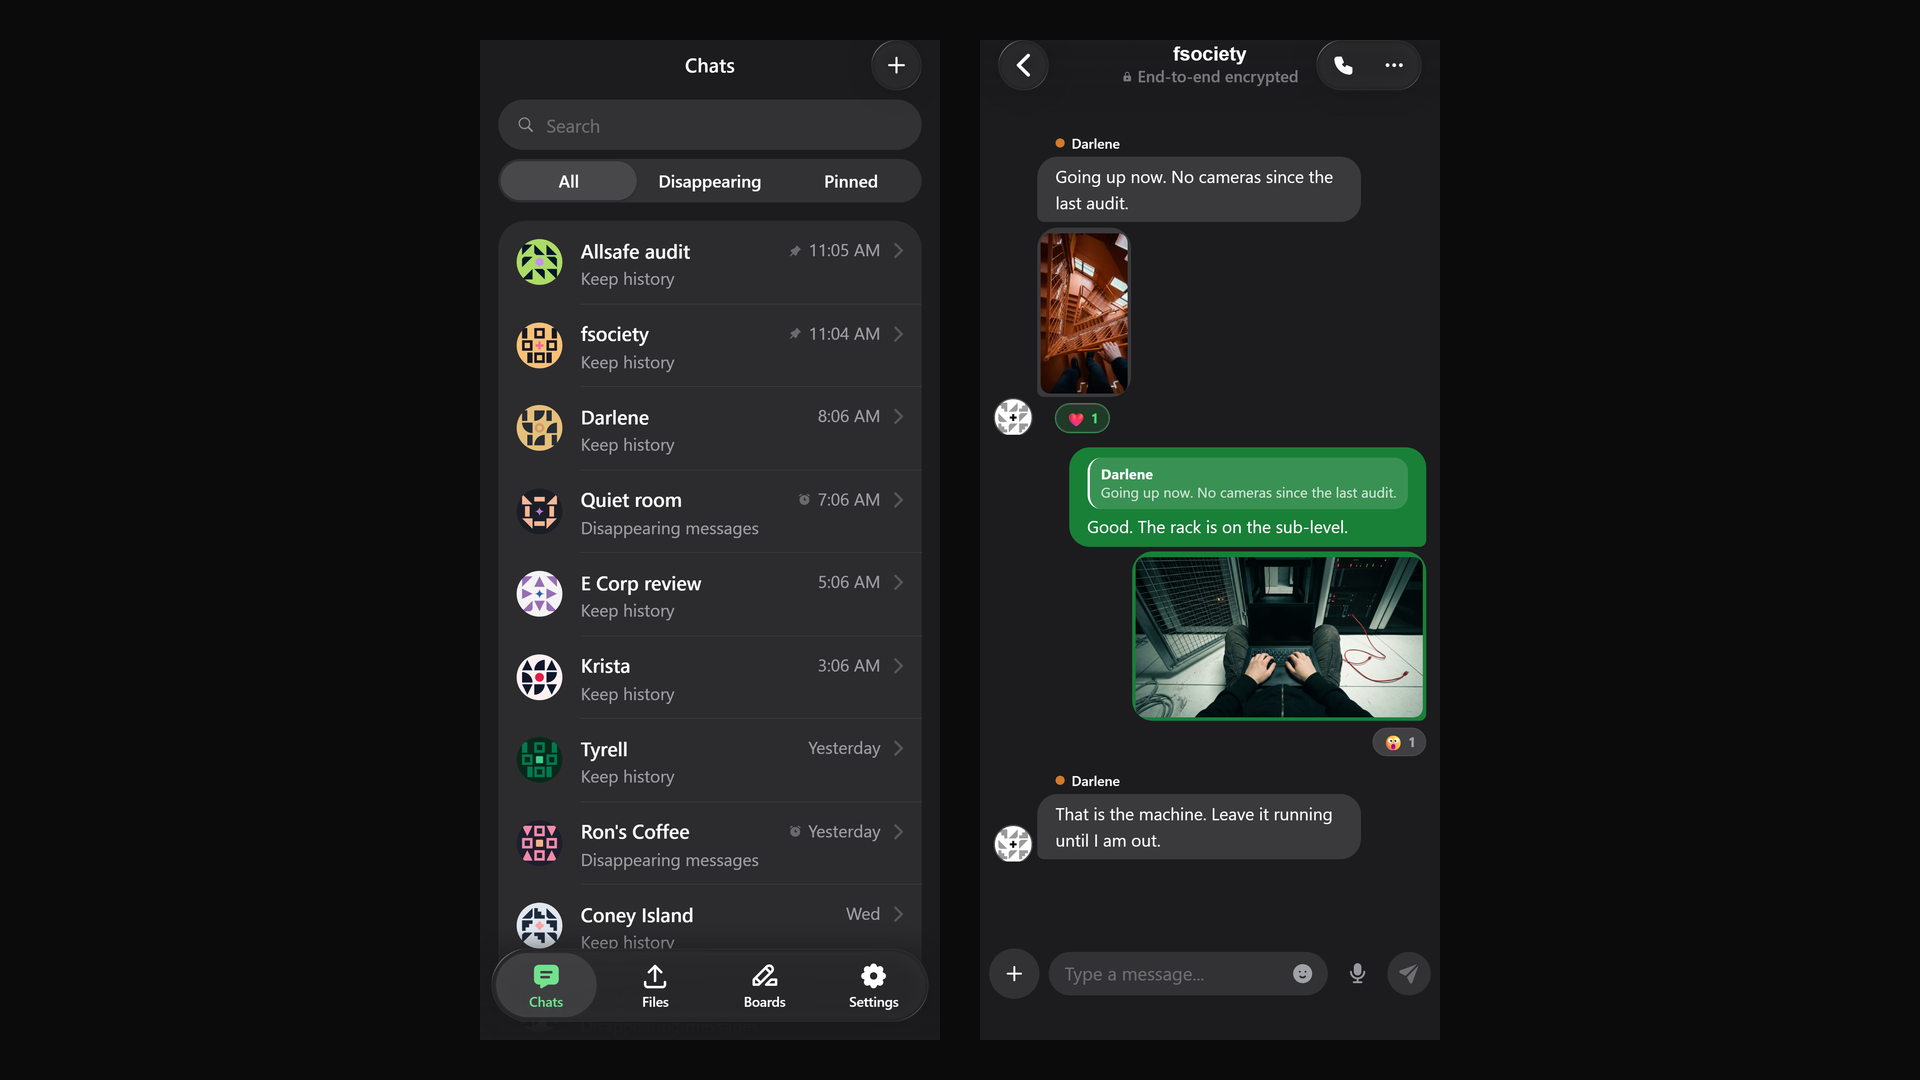 Chats
Search
All
Disappearing
Pinned
Allsafe audit
11:05 AM
Keep history
fsociety
11:04 AM
Keep history
Darlene
8:06 AM
Keep history
Quiet room
7:06 AM
Disappearing messages
E Corp review
5:06 AM
Keep history
Krista
3:06 AM
Keep history
Tyrell
Yesterday
Keep history
Ron's Coffee
Yesterday
Disappearing messages
Coney Island
Wed
Keep history
Chats
Files
Boards
Settings
fsociety
End-to-end encrypted
Darlene
Going up now. No cameras since the
last audit.
1
Darlene
Going up now. No cameras since the last audit.
Good. The rack is on the sub-level.
1
Darlene
That is the machine. Leave it running
until I am out.
Type a message...